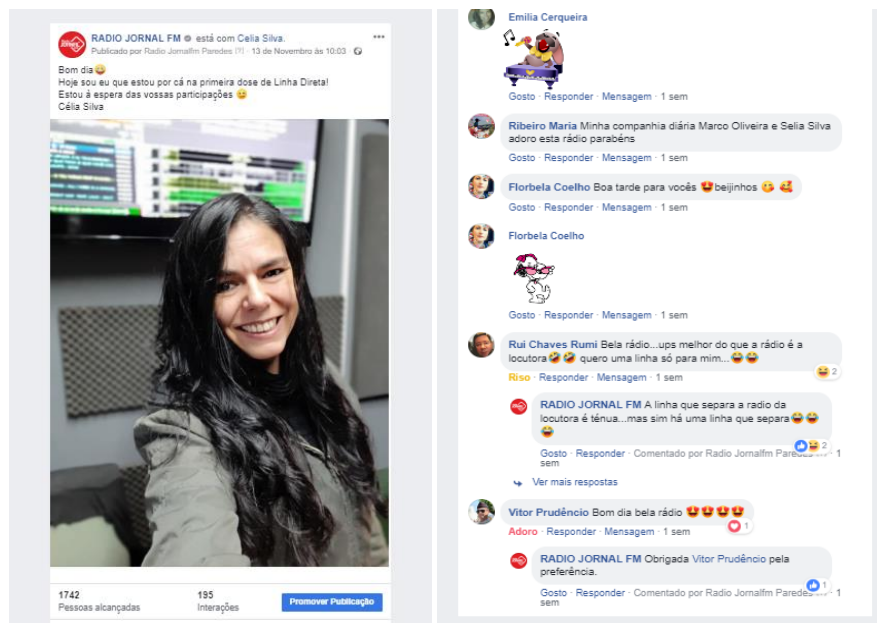 RADIO JORNAL FM está com Celia Silva.
Publicado por Radio Jornalfm Paredes [?] · 13 de Novembro às 10:03 ·
Bom dia😀
Hoje sou eu que estou por cá na primeira dose de Linha Direta!
Estou á espera das vossas participações 😉
Célia Silva
1742
Pessoas alcançadas
195
Interações
Promover Publicação
Emilia Cerqueira
Gosto · Responder · Mensagem · 1 sem
Ribeiro Maria Minha companhia diária Marco Oliveira e Selia Silva
adoro esta rádio parabéns
Gosto · Responder · Mensagem · 1 sem
Florbela Coelho Boa tarde para vocês 😍beijinhos 😘 🥰
Gosto · Responder · Mensagem · 1 sem
Florbela Coelho
Gosto · Responder · Mensagem · 1 sem
Rui Chaves Rumi Bela rádio...ups melhor do que a rádio é a
locutora🤣🤣 quero uma linha só para mim...😂😂
2
Riso · Responder · Mensagem · 1 sem
RADIO JORNAL FM A linha que separa a radio da
locutora é ténua...mas sim há uma linha que separa😂😂
😂
2
Gosto · Responder · Comentado por Radio Jornalfm Paredes · 1
sem
Ver mais respostas
Vitor Prudêncio Bom dia bela rádio 😍😍😍😍
1
Adoro · Responder · Mensagem · 1 sem
RADIO JORNAL FM Obrigada Vitor Prudêncio pela
preferência.
1
Gosto · Responder · Comentado por Radio Jornalfm Paredes · 1
sem